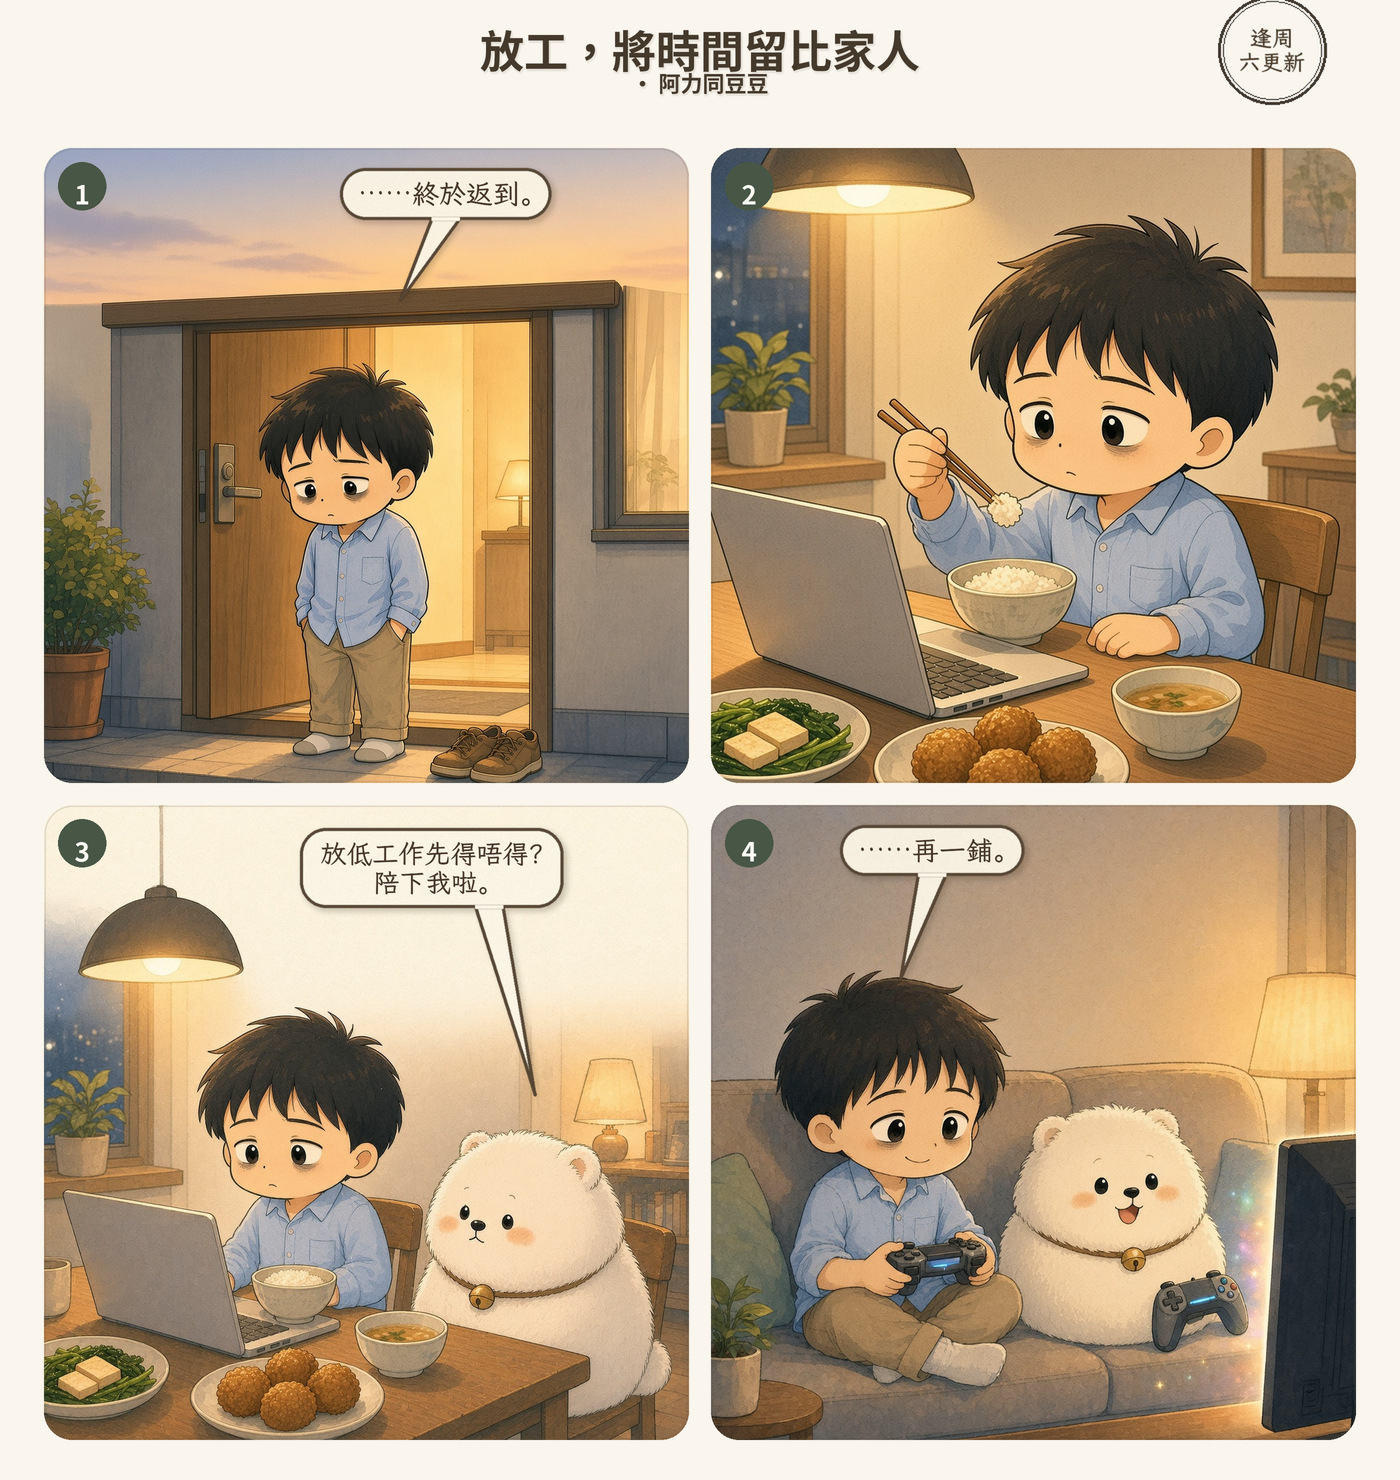 放工，將時間留比家人
· 阿力同豆豆
逢周
六更新
1
……終於返到。
2
3
放低工作先得唔得？
陪下我啦。
4
……再一鋪。